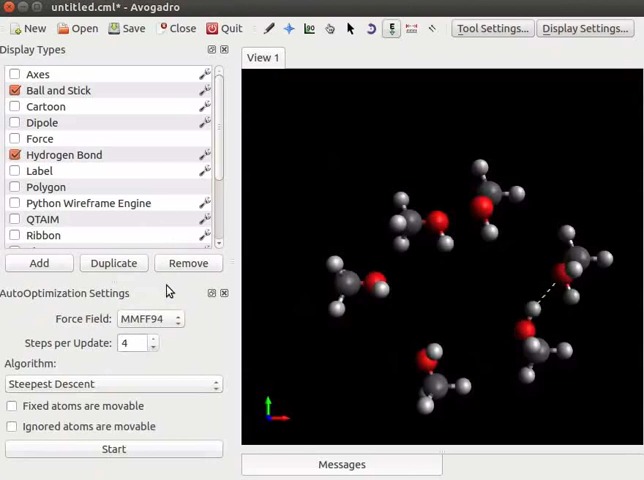 untitled.cml* - Avogadro
New Open Save Close Quit Tool Settings... Display Settings...
Display Types
View 1
Axes
Ball and Stick
Cartoon
Dipole
Force
Hydrogen Bond
Label
Polygon
Python Wireframe Engine
QTAIM
Ribbon
Add Duplicate Remove
AutoOptimization Settings
Force Field: MMFF94
Steps per Update: 4
Algorithm:
Steepest Descent
Fixed atoms are movable
Ignored atoms are movable
Start
Messages